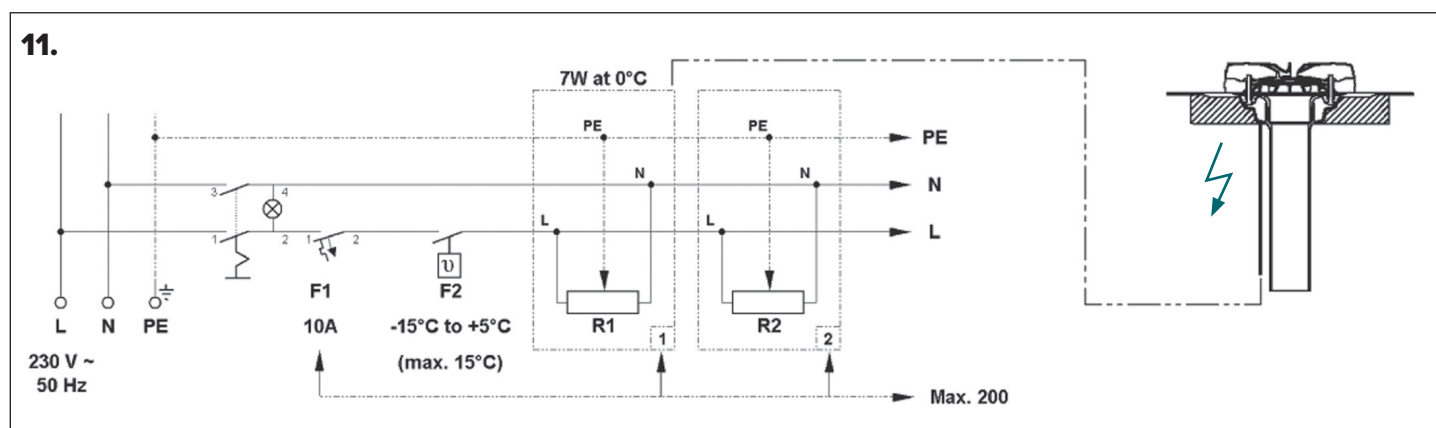 11.
7W at 0°C
PE
PE
PE
3
4
N
N
N
1
2
1
2
L
L
L
υ
L
N
PE
F1
F2
R1
R2
10A
-15°C to +5°C
1
2
230 V ~
(max. 15°C)
50 Hz
Max. 200